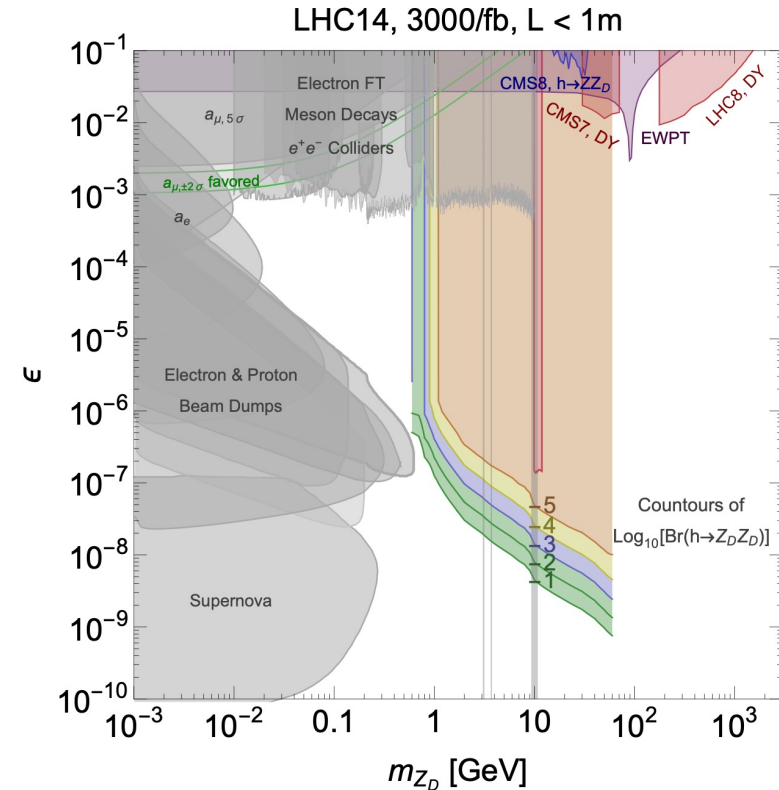 LHC14, 3000/fb, L < 1m
10⁻¹
10⁻²
10⁻³
10⁻⁴
10⁻⁵
10⁻⁶
10⁻⁷
10⁻⁸
10⁻⁹
10⁻¹⁰
ϵ
Electron FT
Meson Decays
e⁺e⁻ Colliders
a_μ, 5 σ
a_μ,±2 σ favored
a_e
CMS8, h→ZZ_D
CMS7, DY
EWPT
LHC8, DY
Electron & Proton
Beam Dumps
Supernova
5
4
3
2
1
Countours of
Log₁₀[Br(h→Z_DZ_D)]
10⁻³
10⁻²
0.1
1
10
10²
10³
m_Z_D [GeV]